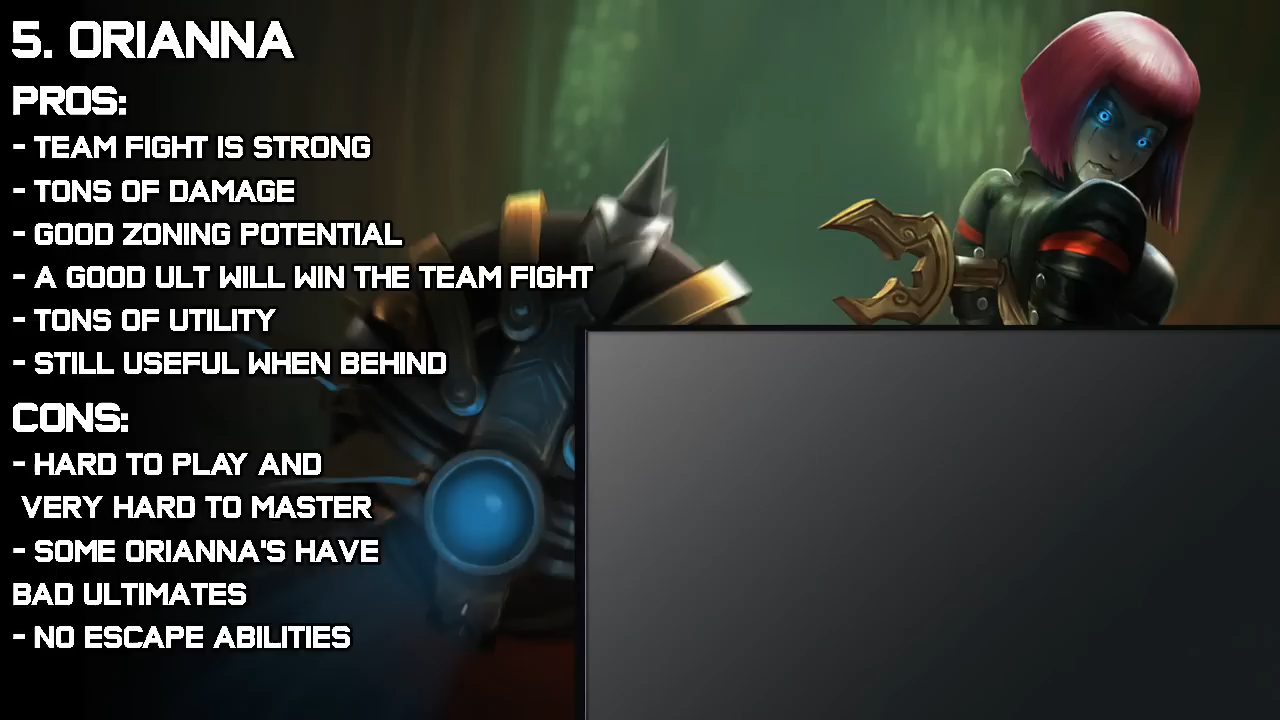 5. ORIANNA
PROS:
- TEAM FIGHT IS STRONG
- TONS OF DAMAGE
- GOOD ZONING POTENTIAL
- A GOOD ULT WILL WIN THE TEAM FIGHT
- TONS OF UTILITY
- STILL USEFUL WHEN BEHIND
CONS:
- HARD TO PLAY AND
VERY HARD TO MASTER
- SOME ORIANNA'S HAVE
BAD ULTIMATES
- NO ESCAPE ABILITIES